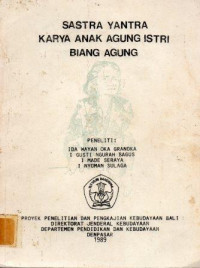 SASTRA YANTRA
KARYA ANAK AGUNG ISTRI
BIANG AGUNG
PENELITI:
IDA WAYAN OKA GRANOKA
I GUSTI NGURAH BAGUS
I MADE SERAYA
I NYOMAN SULAGA
PROYEK PENELITIAN DAN PENGKAJIAN KEBUDAYAAN BALI
DIREKTORAT JENDERAL KEBUDAYAAN
DEPARTEMEN PENDIDIKAN DAN KEBUDAYAAN
DENPASAR
1989